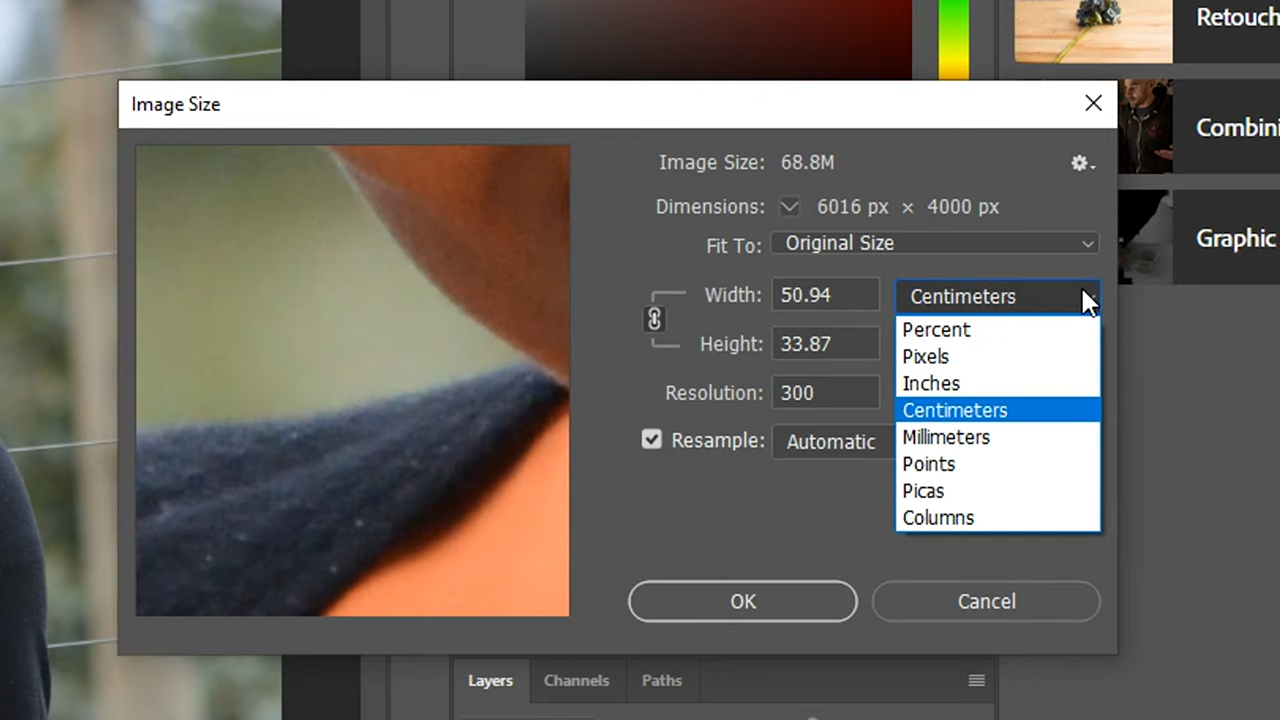 Retouch
Image Size
Combini
Image Size: 68.8M
Dimensions: 6016 px × 4000 px
Fit To: Original Size
Graphic
Width: 50.94 Centimeters
Height: 33.87
Resolution: 300
Resample: Automatic
Percent
Pixels
Inches
Centimeters
Millimeters
Points
Picas
Columns
OK Cancel
Layers Channels Paths